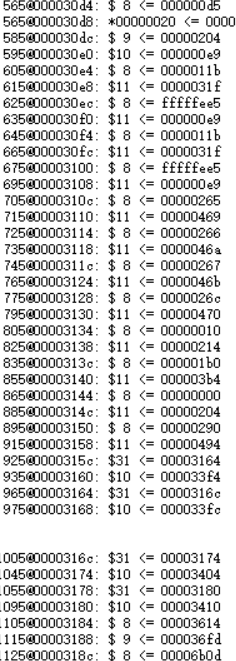 565@000030d4: $ 8 <= 000000d5
565@000030d8: *00000020 <= 0000
585@000030dc: $ 9 <= 00000204
595@000030e0: $10 <= 000000e9
605@000030e4: $ 8 <= 0000011b
615@000030e8: $11 <= 0000031f
625@000030ec: $ 8 <= fffffee5
635@000030f0: $11 <= 000000e9
645@000030f4: $ 8 <= 0000011b
665@000030fc: $11 <= 0000031f
675@00003100: $ 8 <= fffffee5
695@00003108: $11 <= 000000e9
705@0000310c: $ 8 <= 00000265
715@00003110: $11 <= 00000469
725@00003114: $ 8 <= 00000266
735@00003118: $11 <= 0000046a
745@0000311c: $ 8 <= 00000267
765@00003124: $11 <= 0000046b
775@00003128: $ 8 <= 0000026c
795@00003130: $11 <= 00000470
805@00003134: $ 8 <= 00000010
825@00003138: $11 <= 00000214
835@0000313c: $ 8 <= 000001b0
855@00003140: $11 <= 000003b4
865@00003144: $ 8 <= 00000000
885@0000314c: $11 <= 00000204
895@00003150: $ 8 <= 00000290
915@00003158: $11 <= 00000494
925@0000315c: $31 <= 00003164
935@00003160: $10 <= 000033f4
965@00003164: $31 <= 0000316c
975@00003168: $10 <= 000033fc
1005@0000316c: $31 <= 00003174
1045@00003174: $10 <= 00003404
1055@00003178: $31 <= 00003180
1095@00003180: $10 <= 00003410
1105@00003184: $ 8 <= 00003614
1115@00003188: $ 9 <= 000036fd
1125@0000318c: $ 8 <= 00006b0d